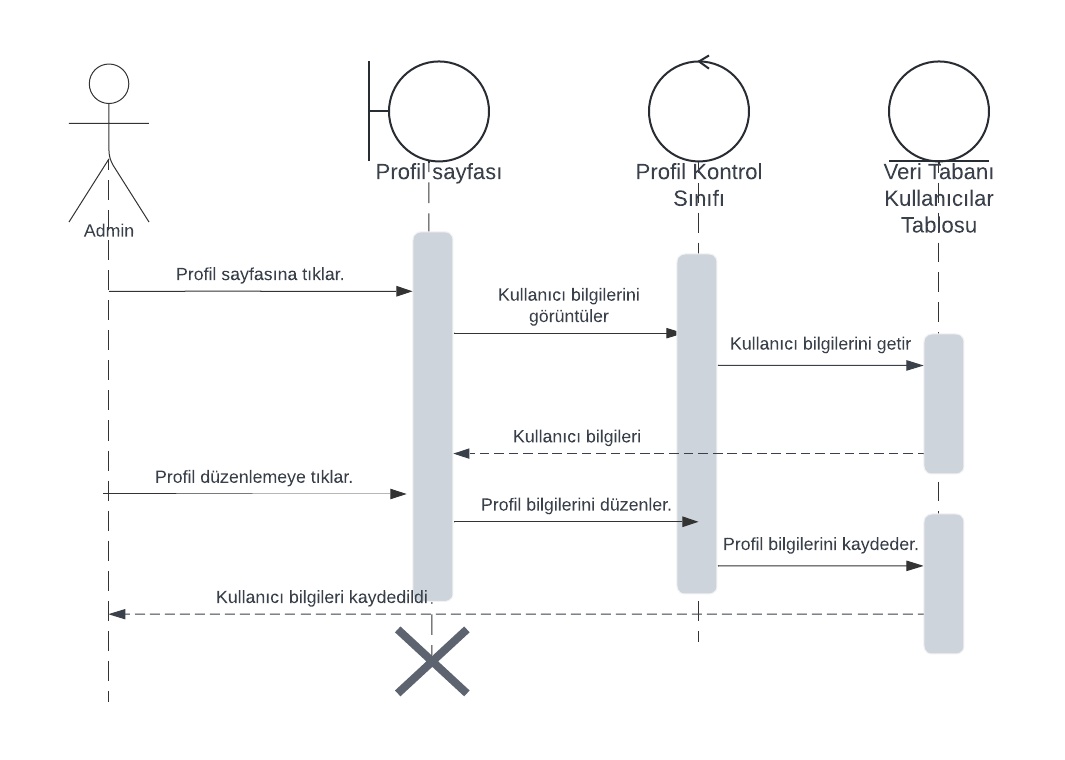 Profil sayfası
Profil Kontrol
Sınıfı
Veri Tabanı
Kullanıcılar
Tablosu
Admin
Profil sayfasına tıklar.
Kullanıcı bilgilerini
görüntüler
Kullanıcı bilgilerini getir
Kullanıcı bilgileri
Profil düzenlemeye tıklar.
Profil bilgilerini düzenler.
Profil bilgilerini kaydeder.
Kullanıcı bilgileri kaydedildi.